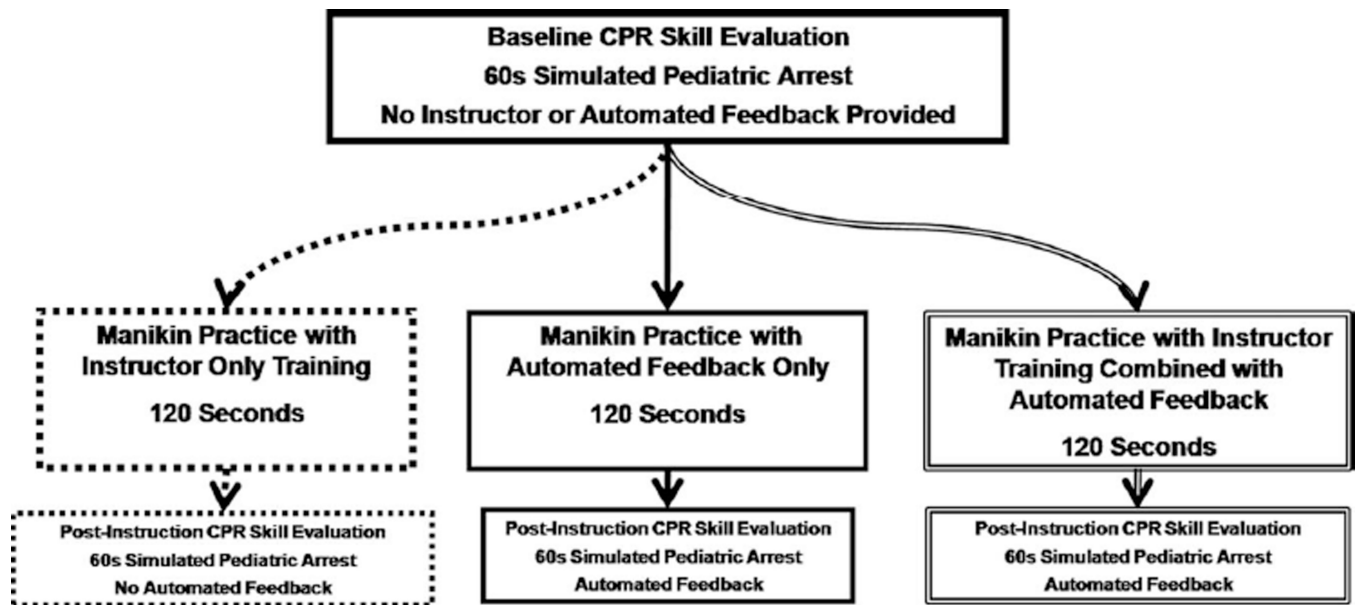 Baseline CPR Skill Evaluation
60s Simulated Pediatric Arrest
No Instructor or Automated Feedback Provided
Manikin Practice with
Instructor Only Training
120 Seconds
Manikin Practice with
Automated Feedback Only
120 Seconds
Manikin Practice with Instructor
Training Combined with
Automated Feedback
120 Seconds
Post-Instruction CPR Skill Evaluation
60s Simulated Pediatric Arrest
No Automated Feedback
Post-Instruction CPR Skill Evaluation
60s Simulated Pediatric Arrest
Automated Feedback
Post-Instruction CPR Skill Evaluation
60s Simulated Pediatric Arrest
Automated Feedback